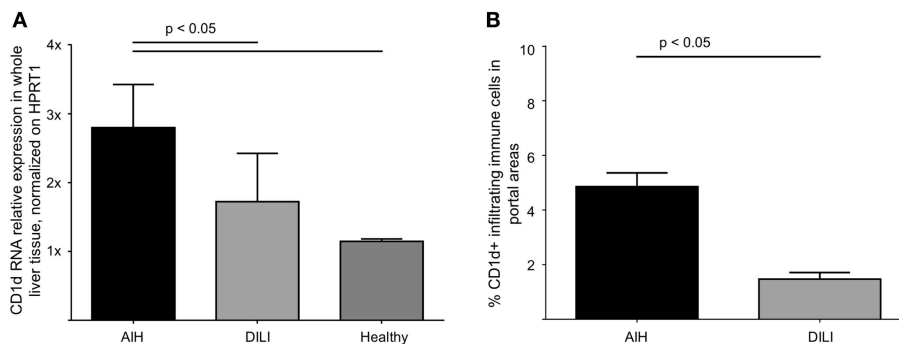 A
p < 0.05
CD1d RNA relative expression in whole
liver tissue, normalized on HPRT1
4x
3x
2x
1x
AIH
DILI
Healthy
B
p < 0.05
% CD1d+ infiltrating immune cells in
portal areas
10
8
6
4
2
AIH
DILI